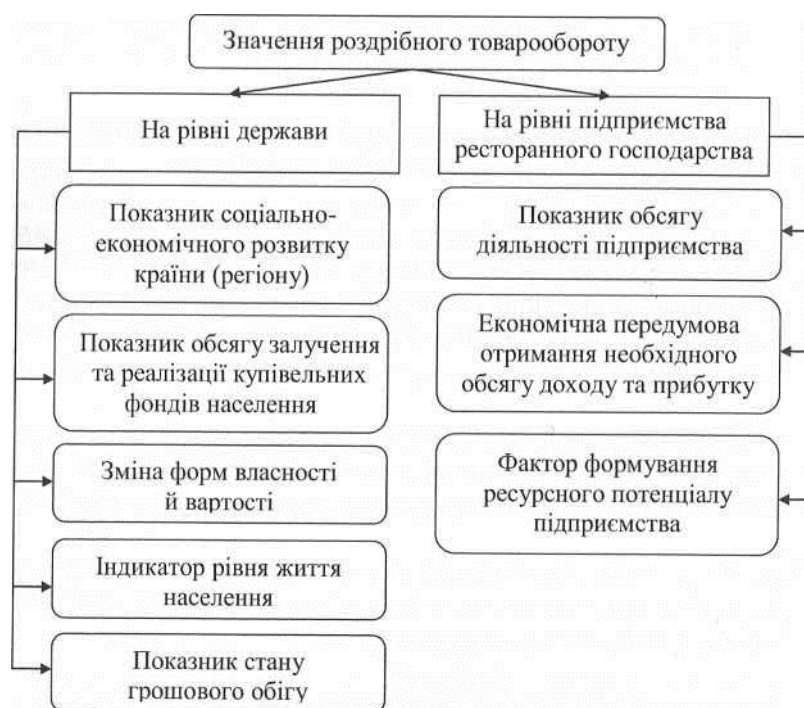 Значення роздрібного товарообороту
На рівні держави
Показник соціально-
економічного розвитку
країни (регіону)
Показник обсягу залучення
та реалізації купівельних
фондів населення
Зміна форм власності
й вартості
Індикатор рівня життя
населення
Показник стану
грошового обігу
На рівні підприємства
ресторанного господарства
Показник обсягу
діяльності підприємства
Економічна передумова
отримання необхідного
обсягу доходу та прибутку
Фактор формування
ресурсного потенціалу
підприємства